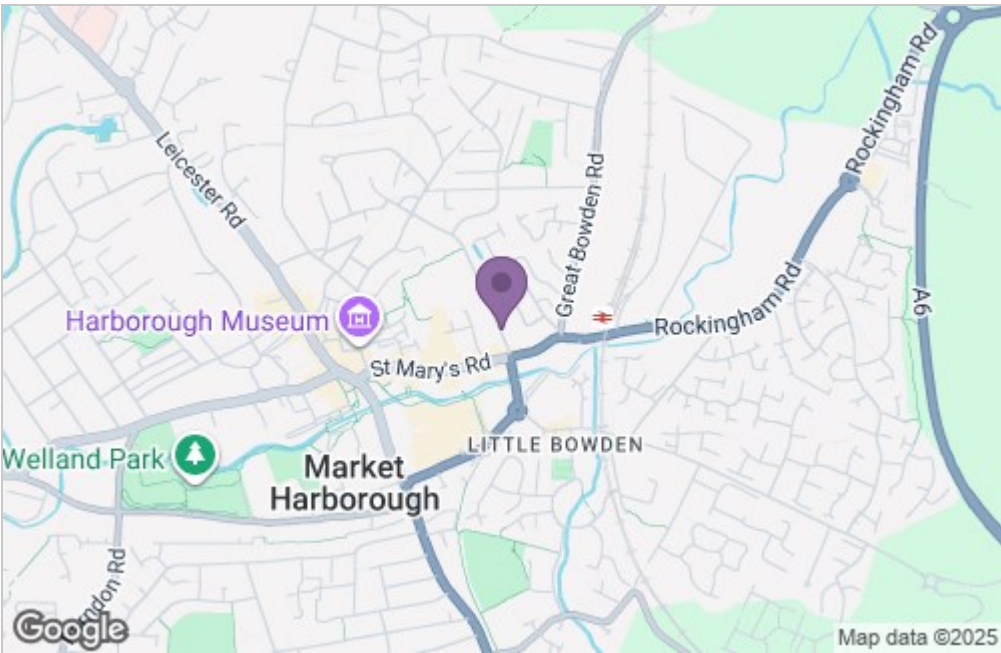 Rockingham Rd
Leicester Rd
Great Bowden Rd
Harborough Museum
Rockingham Rd
A6
St Mary's Rd
LITTLE BOWDEN
Welland Park
Market
Harborough
Google
Map data ©2025